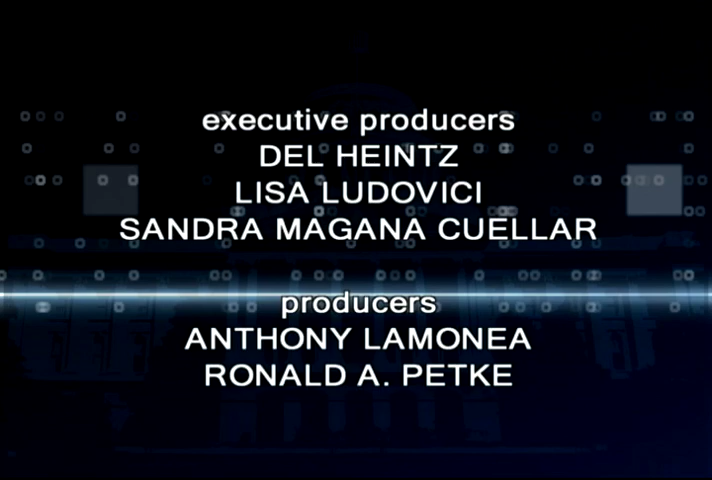 executive producers
DEL HEINTZ
LISA LUDOVICI
SANDRA MAGANA CUELLAR
producers
ANTHONY LAMONEA
RONALD A. PETKE